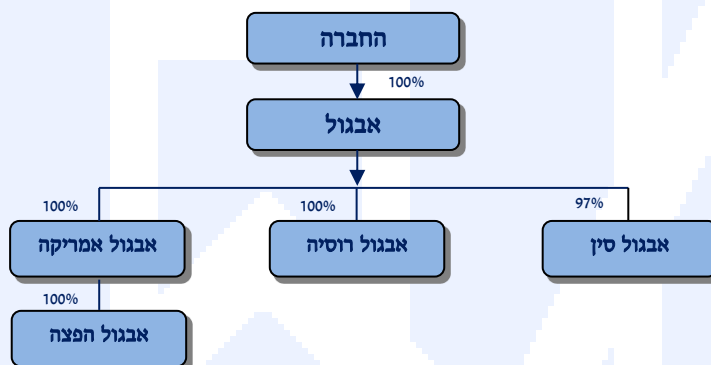 החברה
100%
אבגול
97%
100%
100%
אבגול סין
אבגול רוסיה
אבגול אמריקה
100%
אבגול הפצה